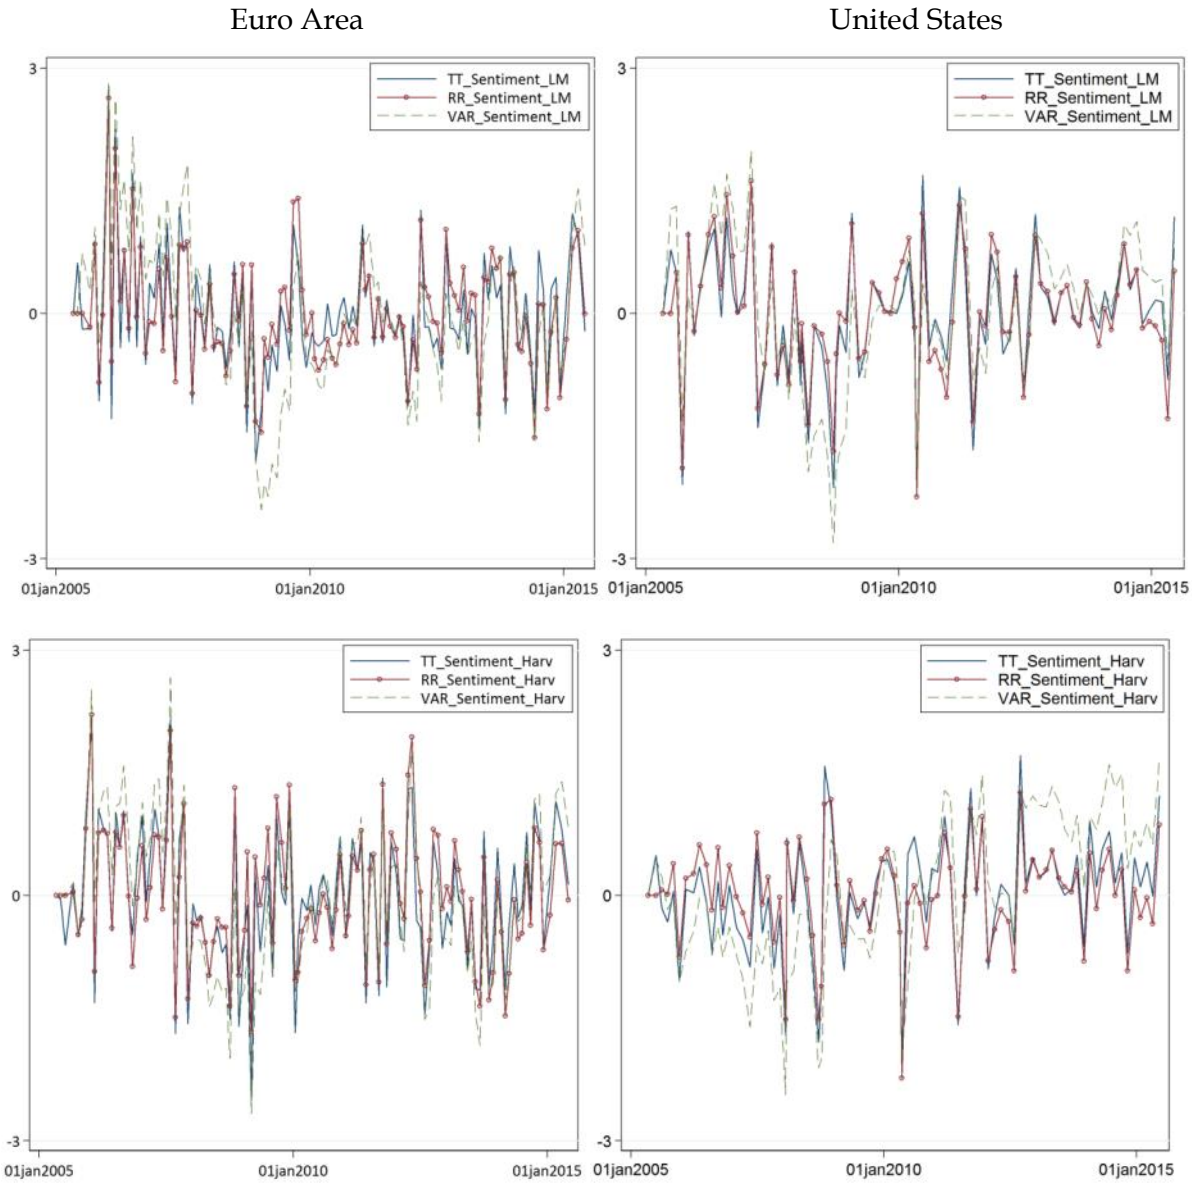 Euro Area
United States
3
TT_Sentiment_LM
RR_Sentiment_LM
VAR_Sentiment_LM
0
-3
01jan2005
01jan2010
01jan2015
3
TT_Sentiment_LM
RR_Sentiment_LM
VAR_Sentiment_LM
0
-3
01jan2005
01jan2010
01jan2015
3
TT_Sentiment_Harv
RR_Sentiment_Harv
VAR_Sentiment_Harv
0
-3
01jan2005
01jan2010
01jan2015
3
TT_Sentiment_Harv
RR_Sentiment_Harv
VAR_Sentiment_Harv
0
-3
01jan2005
01jan2010
01jan2015